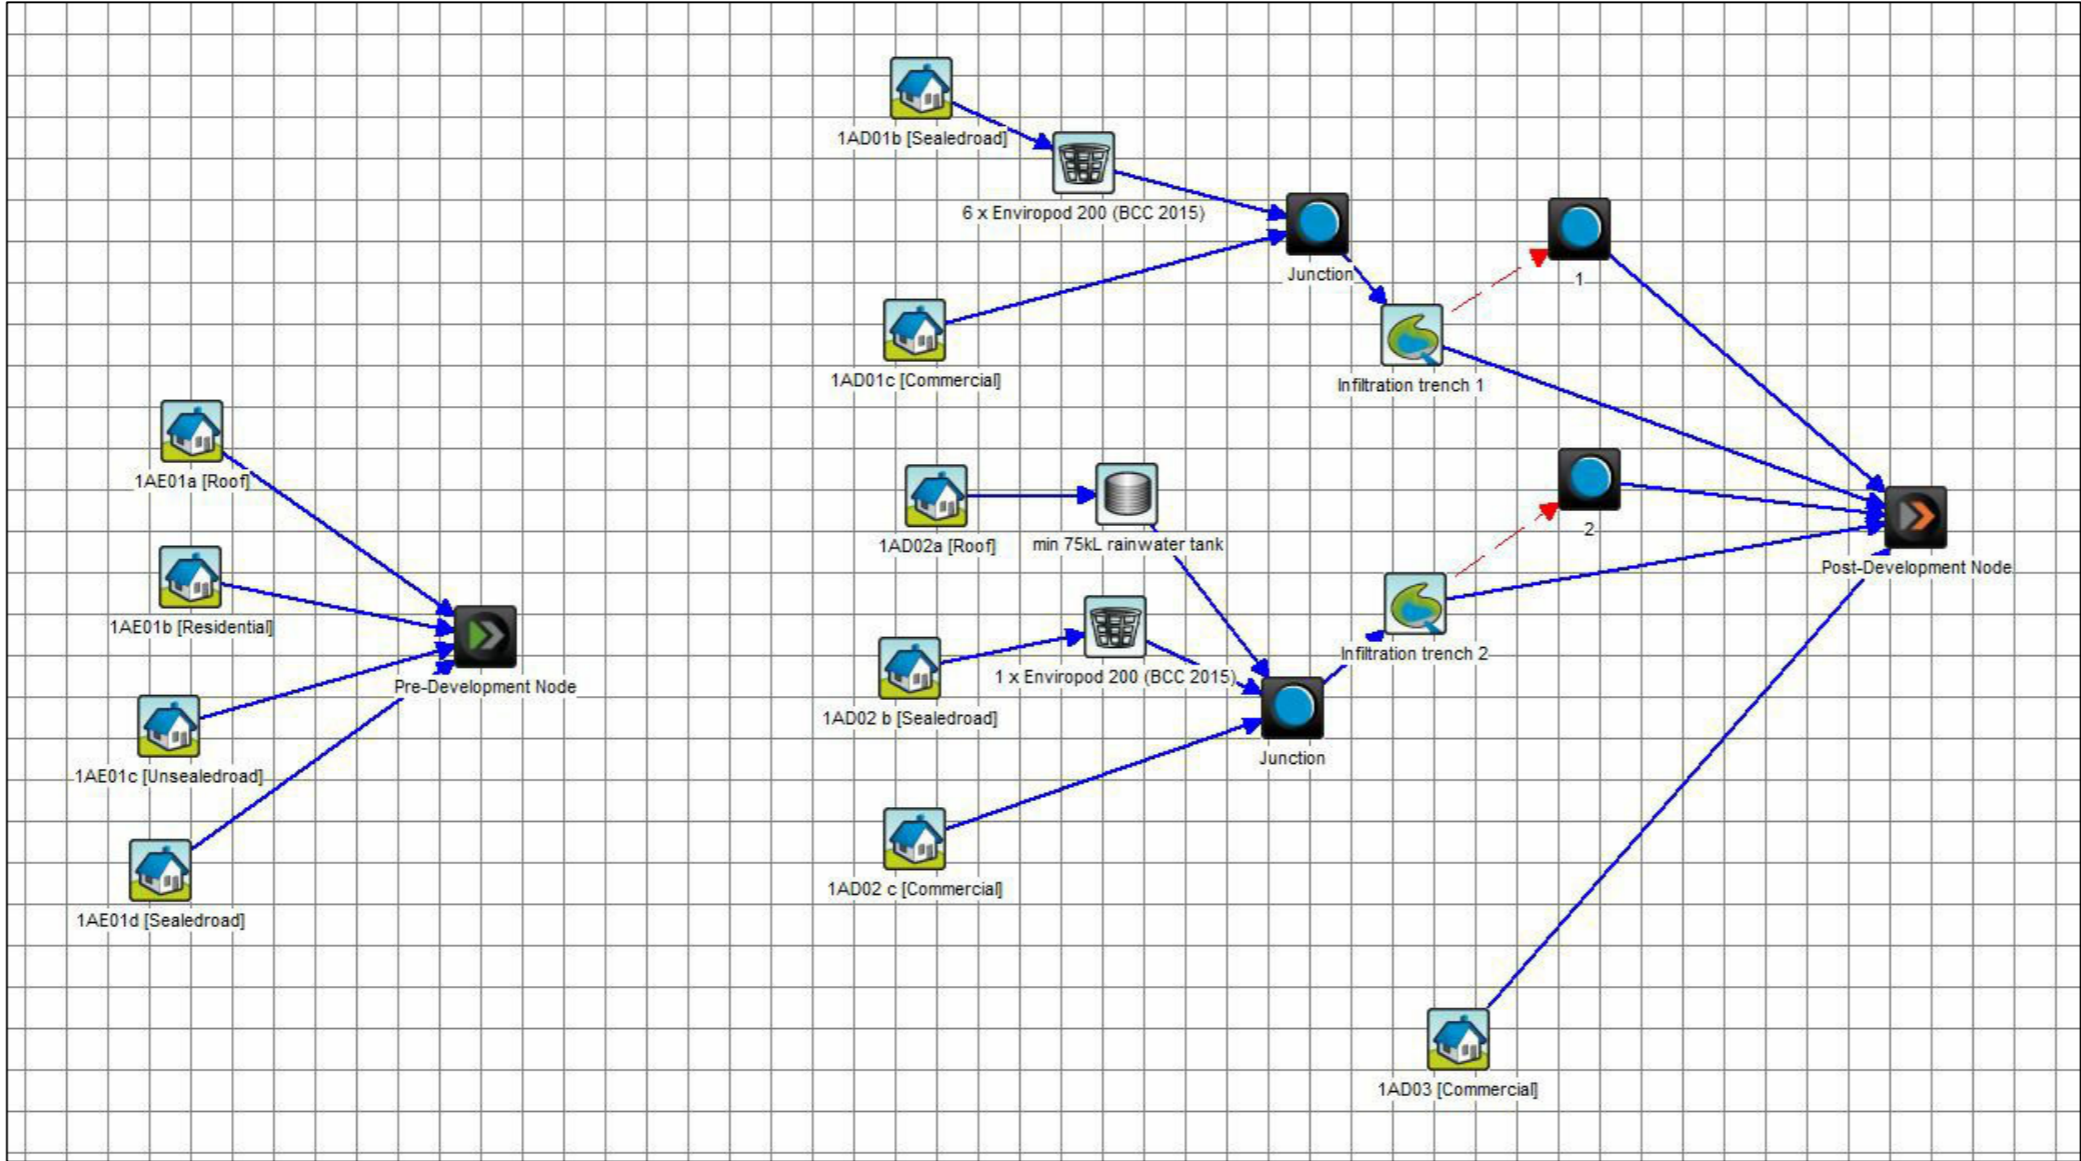 1AD01b [Sealedroad]
6 x Enviropod 200 (BCC 2015)
Junction
1
1AD01c [Commercial]
Infiltration trench 1
1AE01a [Roof]
1AD02a [Roof]
min 75kL rainwater tank
2
Post-Development Node
1AE01b [Residential]
Infiltration trench 2
1 x Enviropod 200 (BCC 2015)
Pre-Development Node
1AD02 b [Sealedroad]
Junction
1AE01c [Unsealedroad]
1AD02 c [Commercial]
1AE01d [Sealedroad]
1AD03 [Commercial]